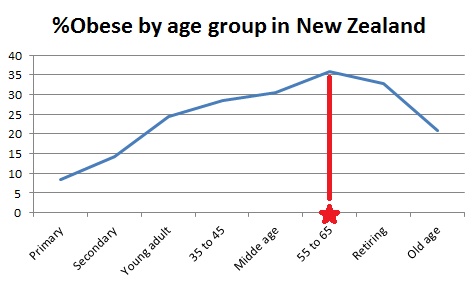 %Obese by age group in New Zealand
40
35
30
25
20
15
10
5
0
Primary
Secondary
Young adult
35 to 45
Midde age
55 to 65
Retiring
Old age